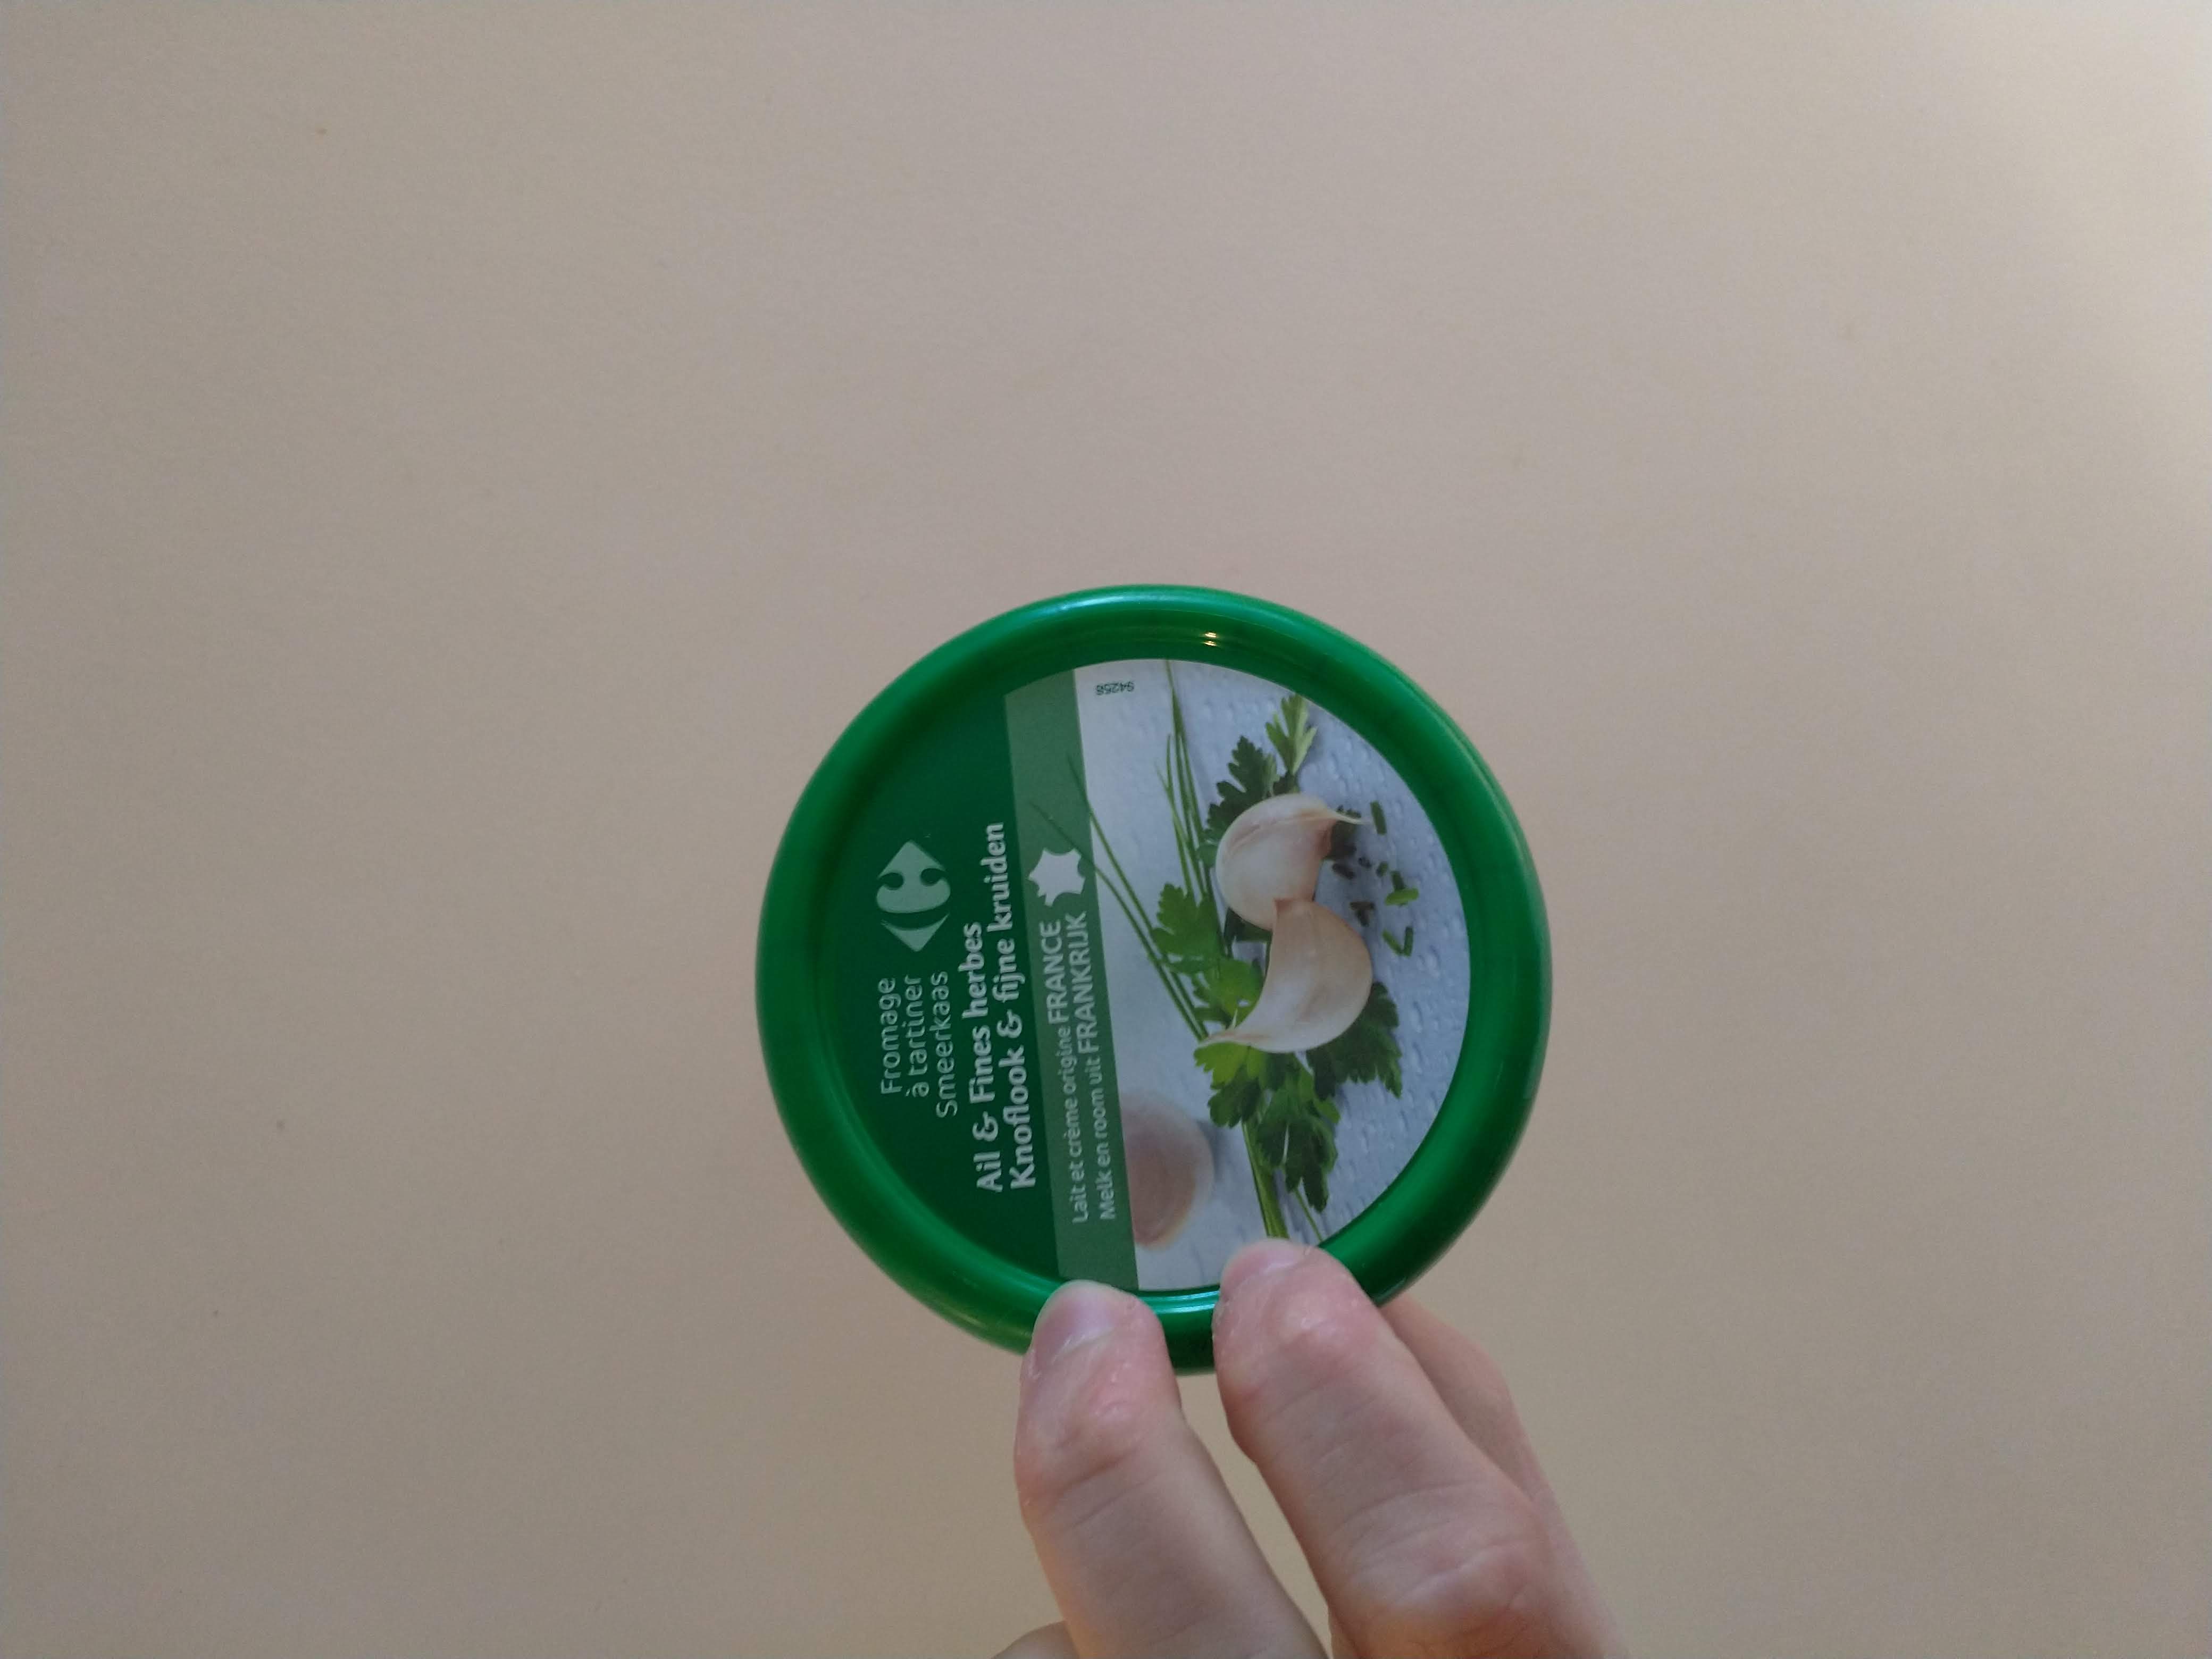 Fromage
à tartiner
Smeerkaas
Ail & Fines herbes
Knoflook & fijne kruiden
Lait et crème origine FRANCE
Melk en room uit FRANKRIJK
94258